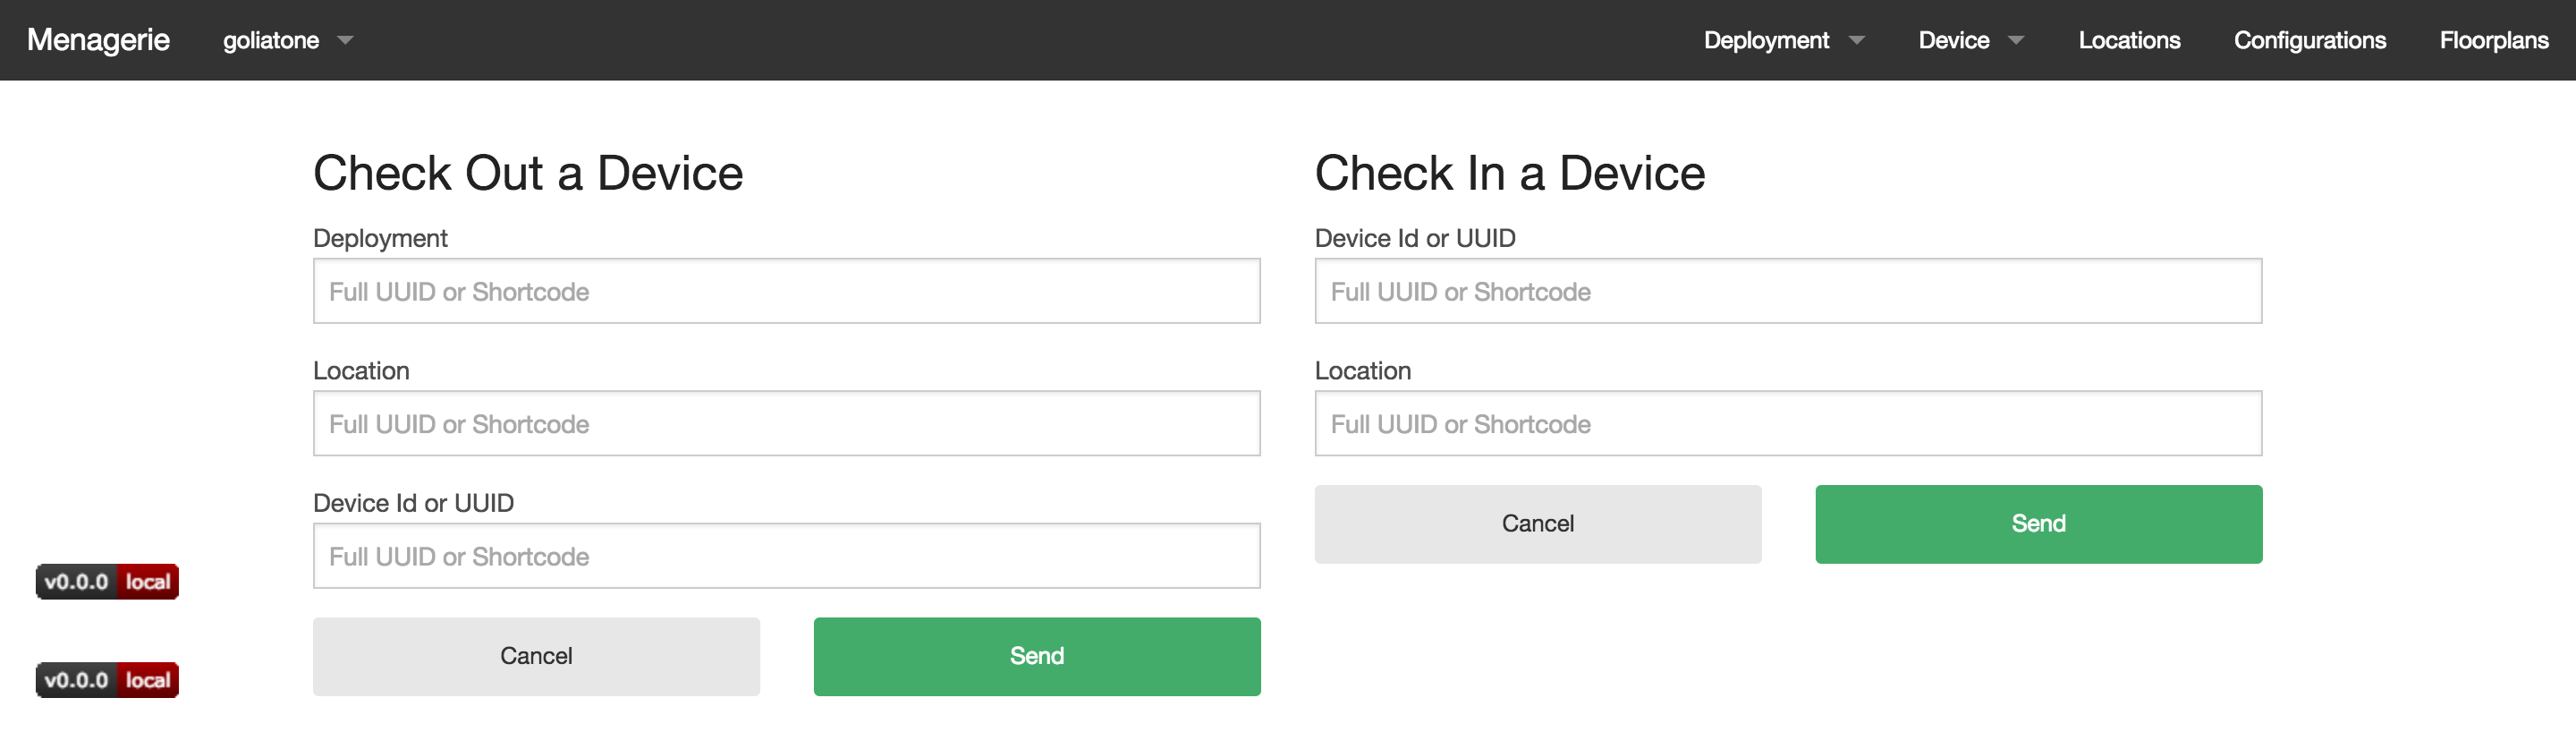 Menagerie goliatone Deployment Device Locations Configurations Floorplans
Check Out a Device
Deployment
Full UUID or Shortcode
Location
Full UUID or Shortcode
Device Id or UUID
Full UUID or Shortcode
Cancel Send
Check In a Device
Device Id or UUID
Full UUID or Shortcode
Location
Full UUID or Shortcode
Cancel Send
v0.0.0 local
v0.0.0 local